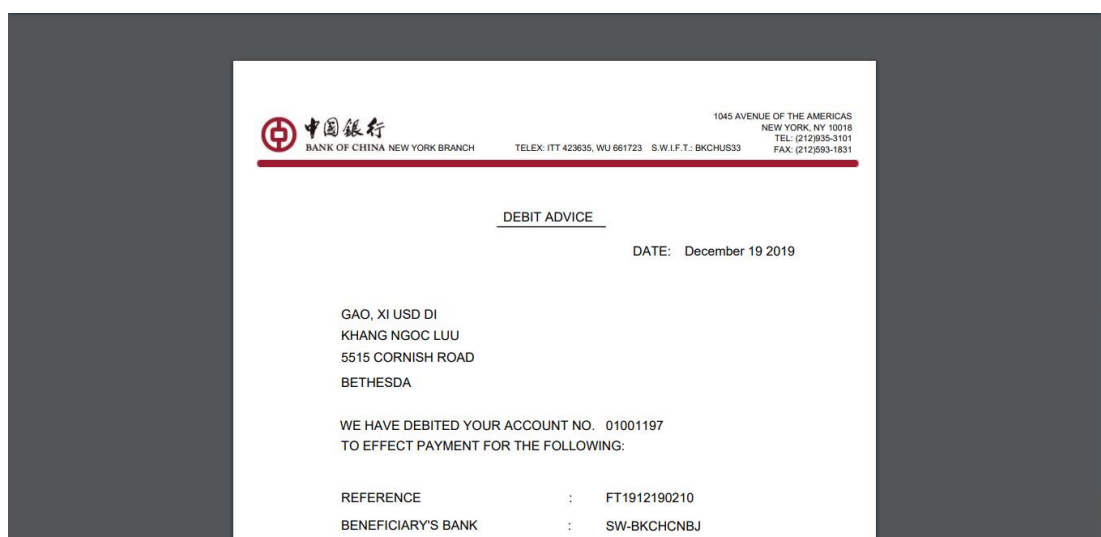 中国銀行
BANK OF CHINA NEW YORK BRANCH
TELEX: ITT 423635, WU 661723 S.W.I.F.T.: BKCHUS33
1045 AVENUE OF THE AMERICAS
NEW YORK, NY 10018
TEL: (212)935-3101
FAX: (212)593-1831
DEBIT ADVICE
DATE: December 19 2019
GAO, XI USD DI
KHANG NGOC LUU
5515 CORNISH ROAD
BETHESDA
WE HAVE DEBITED YOUR ACCOUNT NO. 01001197
TO EFFECT PAYMENT FOR THE FOLLOWING:
REFERENCE : FT1912190210
BENEFICIARY'S BANK : SW-BKCHCNBJ